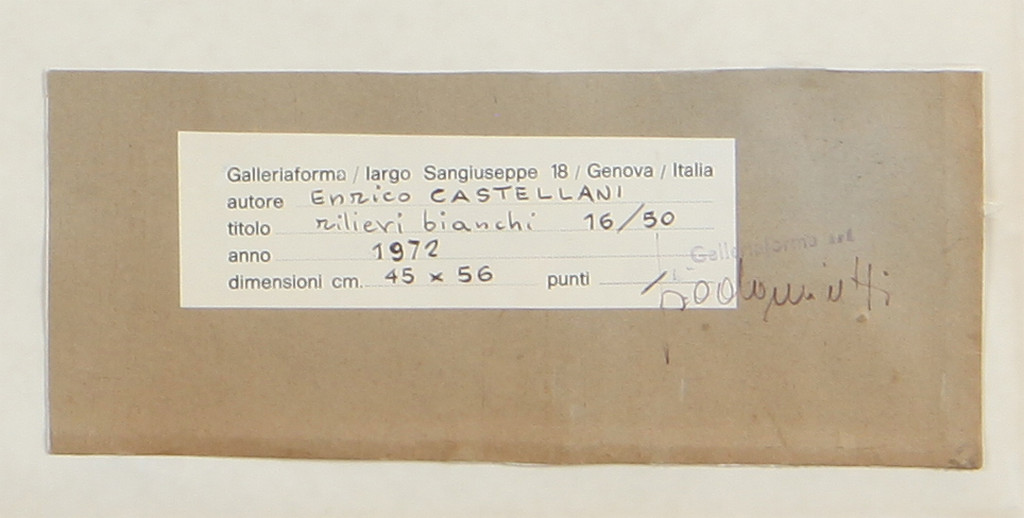 Galleriaforma / largo Sangiuseppe 18 / Genova / Italia
autore Enrico CASTELLANI
titolo rilievi bianchi 16/50
anno 1972
dimensioni cm. 45 x 56 punti
Galleriaforma srl